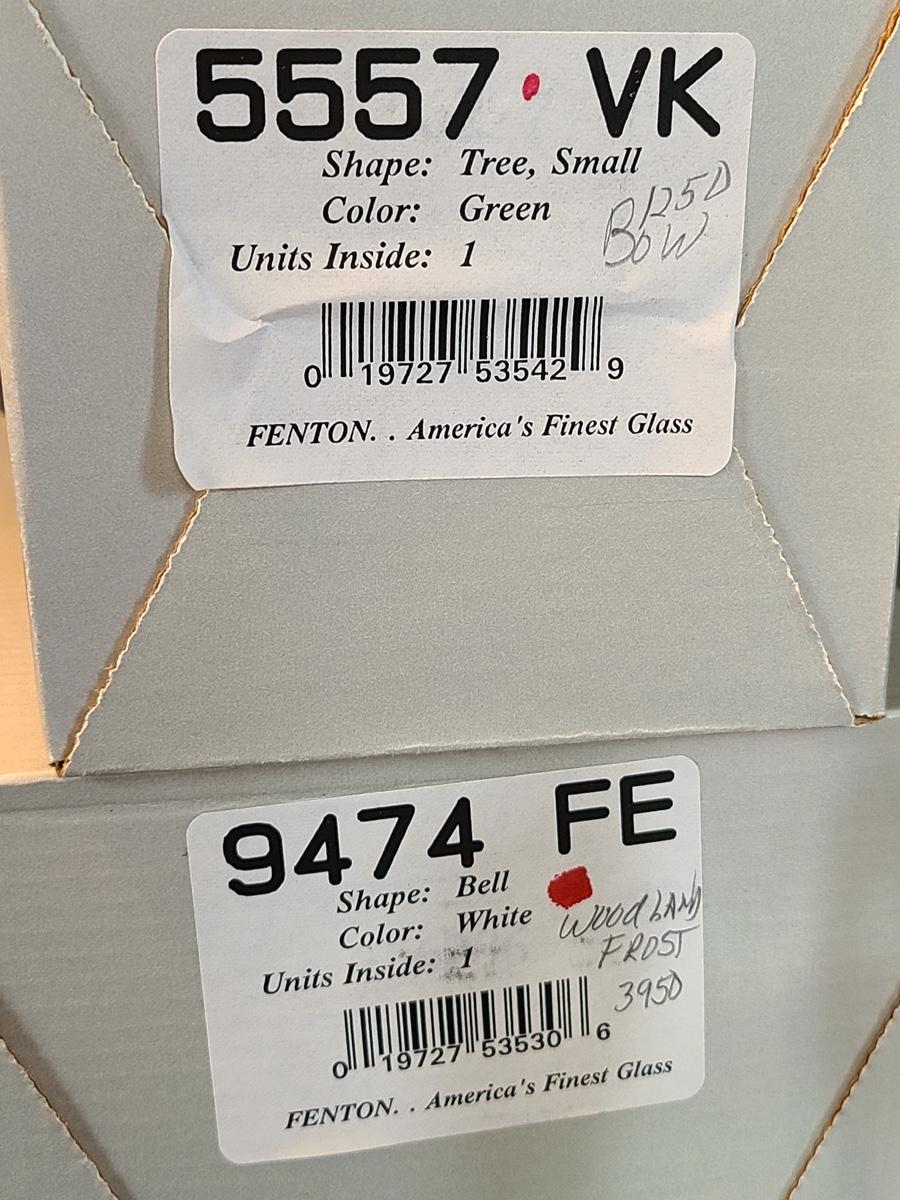 5557 VK
Shape: Tree, Small
Color: Green
Units Inside: 1
1250
BOW
0 19727 53542 9
FENTON. . America's Finest Glass
9474 FE
Shape: Bell
Color: White
Units Inside: 1
WOODLAND
FROST
3950
0 19727 53530 6
FENTON. . America's Finest Glass